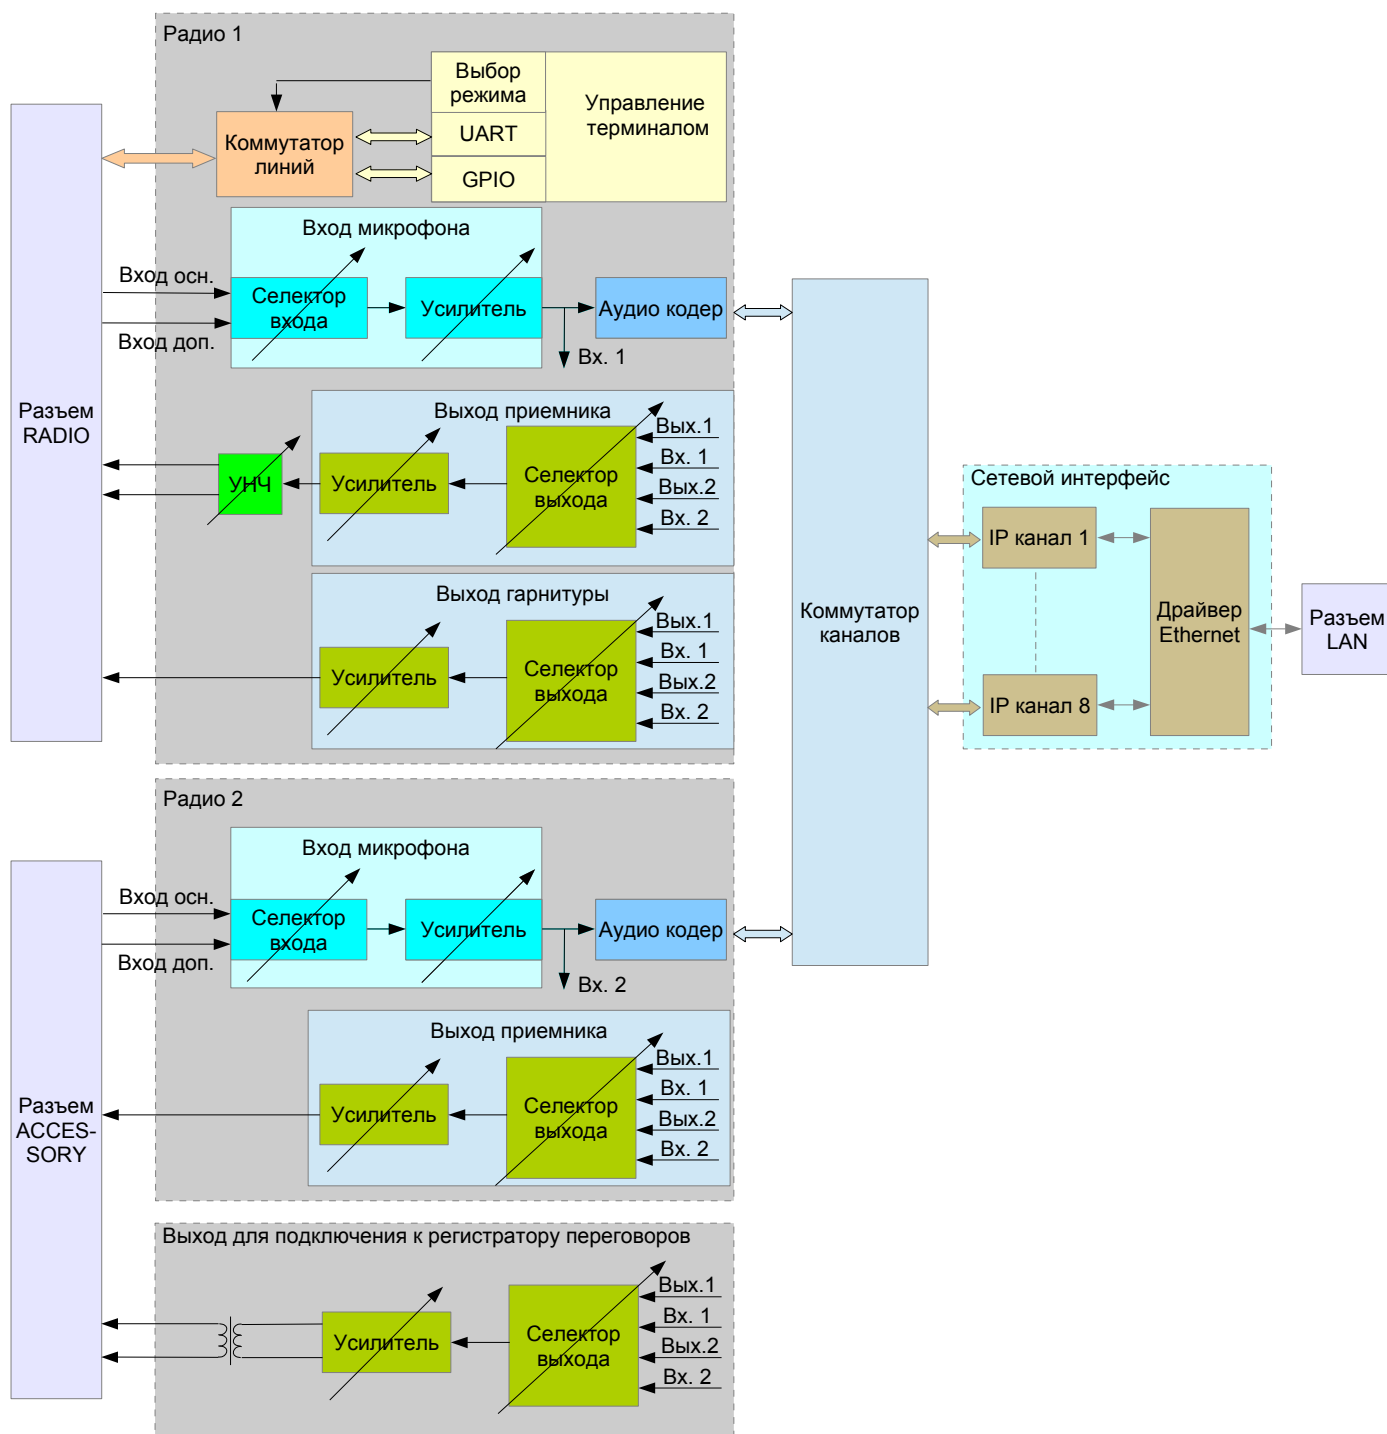 Радио 1
Выбор
режима
Управление
терминалом
UART
GPIO
Коммутатор
линий
Вход микрофона
Вход осн.
Вход доп.
Селектор
входа
Усилитель
Аудио кодер
Вх. 1
Разъем
RADIO
Выход приемника
УНЧ
Усилитель
Селектор
выхода
Вых.1
Вх. 1
Вых.2
Вх. 2
Выход гарнитуры
Усилитель
Селектор
выхода
Вых.1
Вх. 1
Вых.2
Вх. 2
Коммутатор
каналов
Сетевой интерфейс
IP канал 1
IP канал 8
Драйвер
Ethernet
Разъем
LAN
Радио 2
Вход микрофона
Вход осн.
Вход доп.
Селектор
входа
Усилитель
Аудио кодер
Вх. 2
Разъем
ACCES-
SORY
Выход приемника
Усилитель
Селектор
выхода
Вых.1
Вх. 1
Вых.2
Вх. 2
Выход для подключения к регистратору переговоров
Усилитель
Селектор
выхода
Вых.1
Вх. 1
Вых.2
Вх. 2